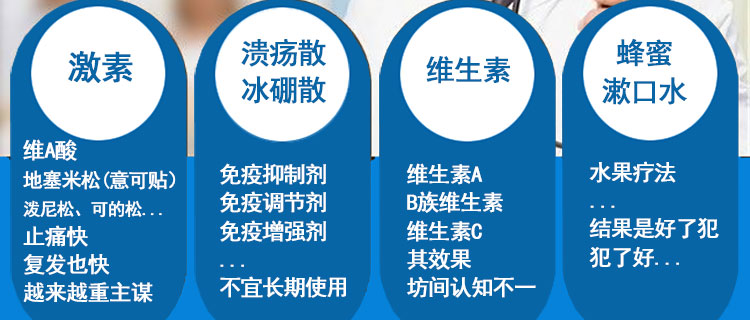 激素
维A酸
地塞米松(意可贴)
泼尼松、可的松...
止痛快
复发也快
越来越重主谋
溃疡散
冰硼散
免疫抑制剂
免疫调节剂
免疫增强剂
...
不宜长期使用
维生素
维生素A
B族维生素
维生素C
其效果
坊间认知不一
蜂蜜
漱口水
水果疗法
...
结果是好了犯
犯了好...